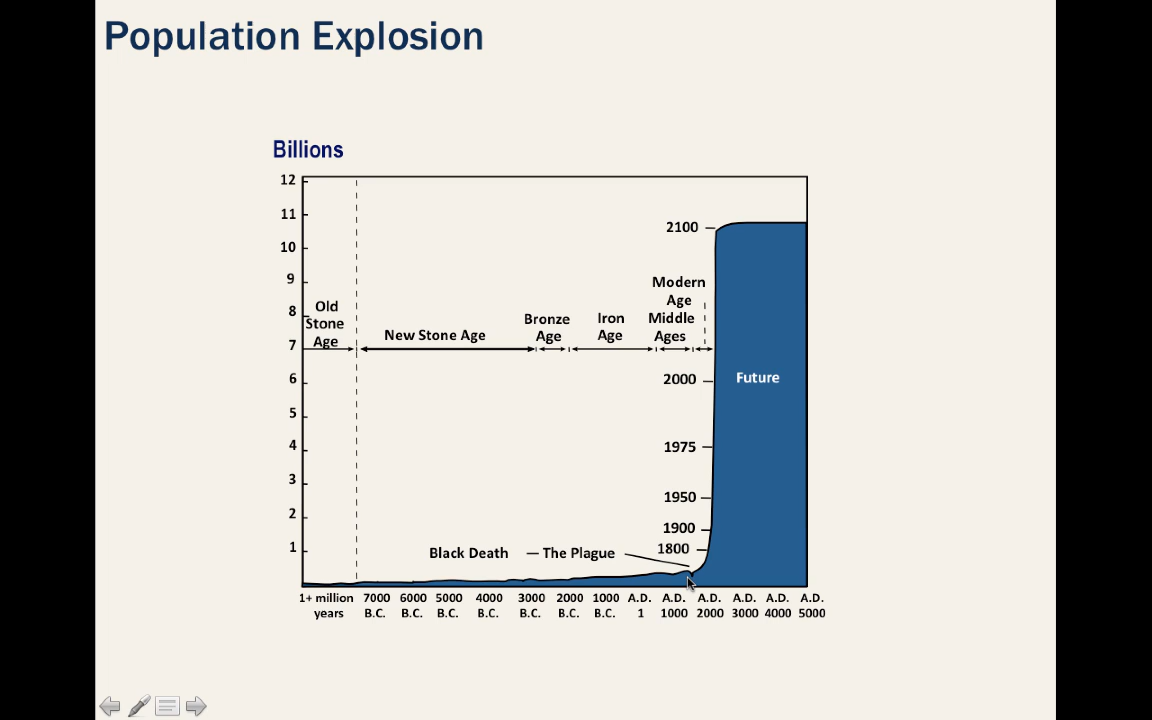 Population Explosion
Billions
12
11
10
9
8
7
6
5
4
3
2
1
Old
Stone
Age
New Stone Age
Bronze
Age
Iron
Age
Modern
Age
Middle
Ages
2100
2000
1975
1950
1900
1800
Future
Black Death — The Plague
1+ million 7000 6000 5000 4000 3000 2000 1000 A.D. A.D. A.D. A.D. A.D. A.D.
years B.C. B.C. B.C. B.C. B.C. B.C. B.C. 1 1000 2000 3000 4000 5000